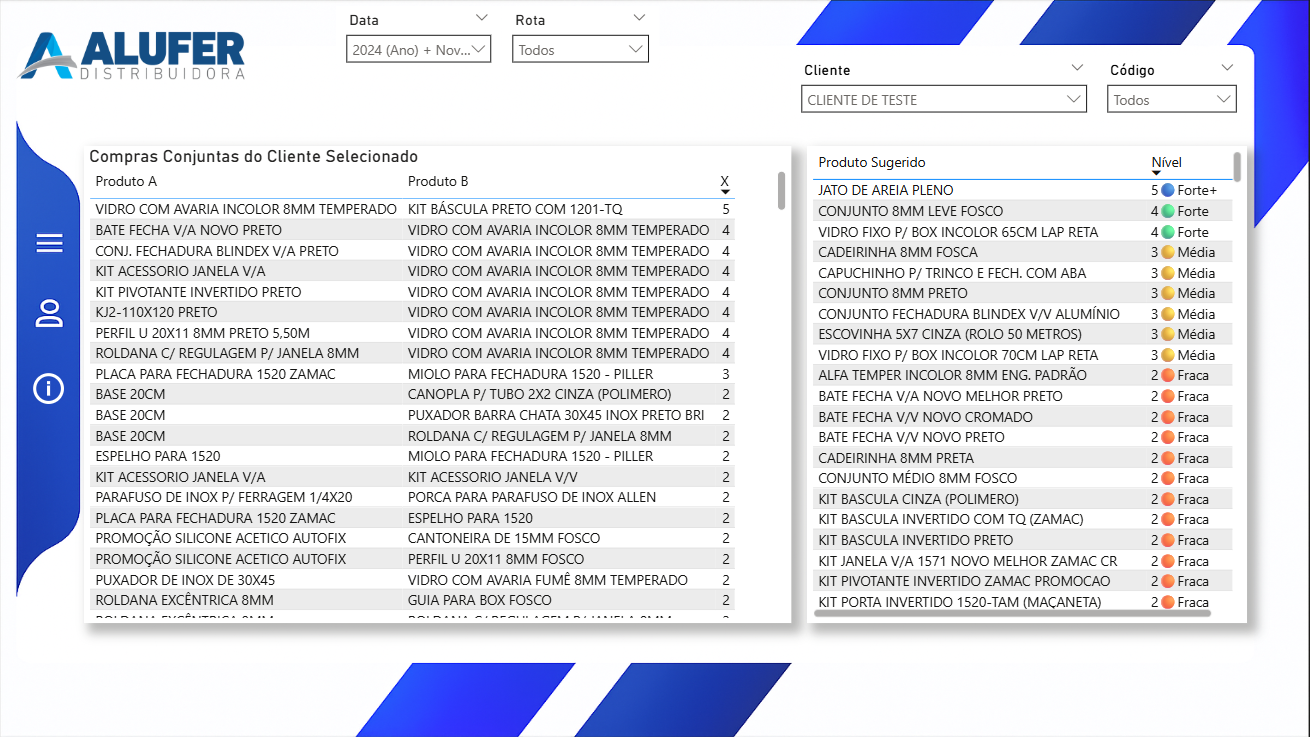 ALUFER
DISTRIBUIDORA
Data
2024 (Ano) + Nov...
Rota
Todos
Cliente
CLIENTE DE TESTE
Código
Todos
Compras Conjuntas do Cliente Selecionado
Produto A Produto B X
VIDRO COM AVARIA INCOLOR 8MM TEMPERADO KIT BÁSCULA PRETO COM 1201-TQ 5
BATE FECHA V/A NOVO PRETO VIDRO COM AVARIA INCOLOR 8MM TEMPERADO 4
CONJ. FECHADURA BLINDEX V/A PRETO VIDRO COM AVARIA INCOLOR 8MM TEMPERADO 4
KIT ACESSORIO JANELA V/A VIDRO COM AVARIA INCOLOR 8MM TEMPERADO 4
KIT PIVOTANTE INVERTIDO PRETO VIDRO COM AVARIA INCOLOR 8MM TEMPERADO 4
KJ2-110X120 PRETO VIDRO COM AVARIA INCOLOR 8MM TEMPERADO 4
PERFIL U 20X11 8MM PRETO 5,50M VIDRO COM AVARIA INCOLOR 8MM TEMPERADO 4
ROLDANA C/ REGULAGEM P/ JANELA 8MM VIDRO COM AVARIA INCOLOR 8MM TEMPERADO 4
PLACA PARA FECHADURA 1520 ZAMAC MIOLO PARA FECHADURA 1520 - PILLER 3
BASE 20CM CANOPLA P/ TUBO 2X2 CINZA (POLIMERO) 2
BASE 20CM PUXADOR BARRA CHATA 30X45 INOX PRETO BRI 2
BASE 20CM ROLDANA C/ REGULAGEM P/ JANELA 8MM 2
ESPELHO PARA 1520 MIOLO PARA FECHADURA 1520 - PILLER 2
KIT ACESSORIO JANELA V/A KIT ACESSORIO JANELA V/V 2
PARAFUSO DE INOX P/ FERRAGEM 1/4X20 PORCA PARA PARAFUSO DE INOX ALLEN 2
PLACA PARA FECHADURA 1520 ZAMAC ESPELHO PARA 1520 2
PROMOÇÃO SILICONE ACETICO AUTOFIX CANTONEIRA DE 15MM FOSCO 2
PROMOÇÃO SILICONE ACETICO AUTOFIX PERFIL U 20X11 8MM FOSCO 2
PUXADOR DE INOX DE 30X45 VIDRO COM AVARIA FUMÊ 8MM TEMPERADO 2
ROLDANA EXCÊNTRICA 8MM GUIA PARA BOX FOSCO 2
ROLDANA EXCÊNTRICA 8MM ROLDANA C/ REGULAGEM P/ JANELA 8MM 2
Produto Sugerido Nível
JATO DE AREIA PLENO 5 Forte+
CONJUNTO 8MM LEVE FOSCO 4 Forte
VIDRO FIXO P/ BOX INCOLOR 65CM LAP RETA 4 Forte
CADEIRINHA 8MM FOSCA 3 Média
CAPUCHINHO P/ TRINCO E FECH. COM ABA 3 Média
CONJUNTO 8MM PRETO 3 Média
CONJUNTO FECHADURA BLINDEX V/V ALUMÍNIO 3 Média
ESCOVINHA 5X7 CINZA (ROLO 50 METROS) 3 Média
VIDRO FIXO P/ BOX INCOLOR 70CM LAP RETA 3 Média
ALFA TEMPER INCOLOR 8MM ENG. PADRÃO 2 Fraca
BATE FECHA V/A NOVO MELHOR PRETO 2 Fraca
BATE FECHA V/V NOVO CROMADO 2 Fraca
BATE FECHA V/V NOVO PRETO 2 Fraca
CADEIRINHA 8MM PRETA 2 Fraca
CONJUNTO MÉDIO 8MM FOSCO 2 Fraca
KIT BASCULA CINZA (POLIMERO) 2 Fraca
KIT BASCULA INVERTIDO COM TQ (ZAMAC) 2 Fraca
KIT BASCULA INVERTIDO PRETO 2 Fraca
KIT JANELA V/A 1571 NOVO MELHOR ZAMAC CR 2 Fraca
KIT PIVOTANTE INVERTIDO ZAMAC PROMOCAO 2 Fraca
KIT PORTA INVERTIDO 1520-TAM (MAÇANETA) 2 Fraca